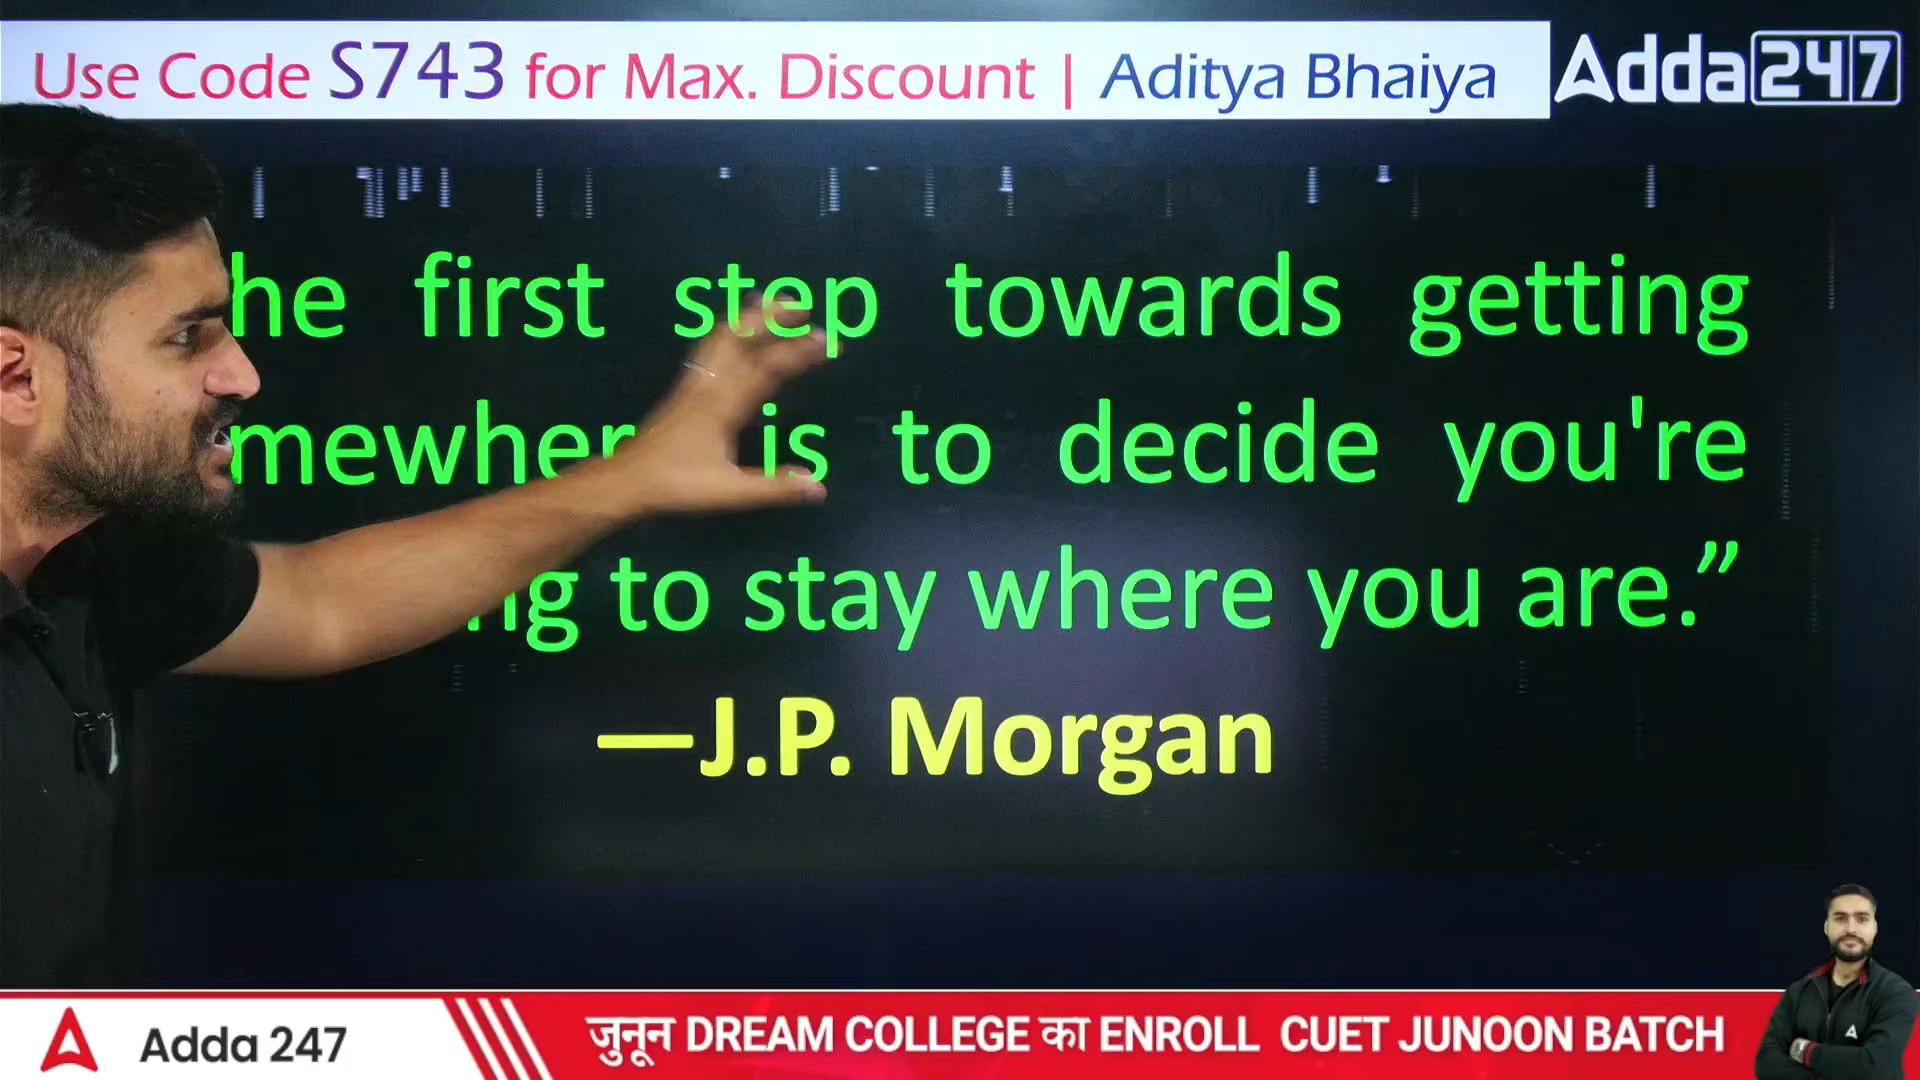 Use Code S743 for Max. Discount | Aditya Bhaiya
Adda247
he first step towards getting
mewher is to decide you're
ng to stay where you are.”
—J.P. Morgan
Adda 247
जुनून DREAM COLLEGE का ENROLL CUET JUNOON BATCH